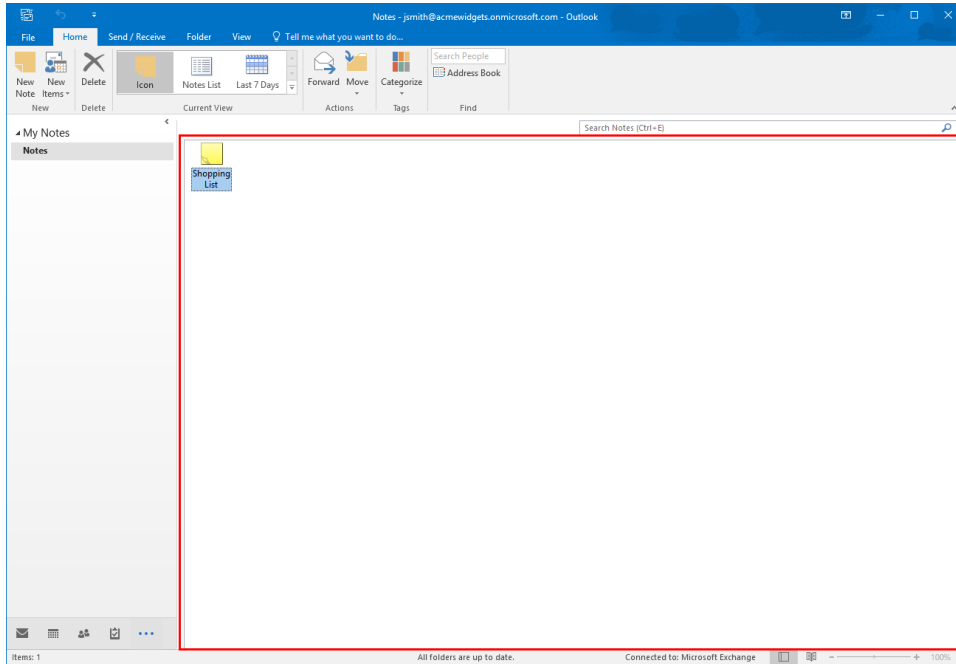 Notes - jsmith@acmewidgets.onmicrosoft.com - Outlook
File Home Send / Receive Folder View Tell me what you want to do...
New Note
New Items
Delete
Icon
Notes List
Last 7 Days
Forward
Move
Categorize
Search People
Address Book
New Delete Current View Actions Tags Find
My Notes
Notes
Search Notes (Ctrl+E)
Shopping
List
Items: 1 All folders are up to date. Connected to: Microsoft Exchange 100%